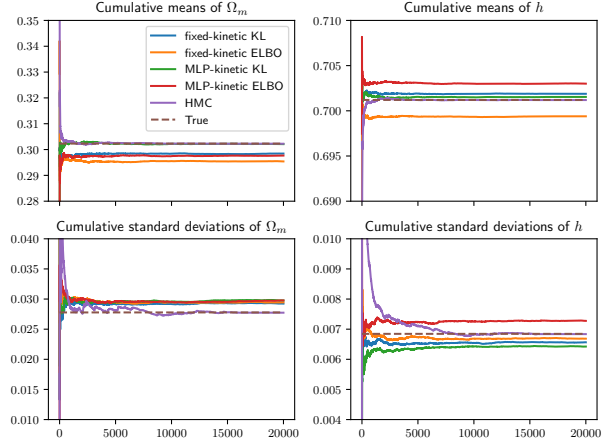 Cumulative means of Ωₘ
0.35
0.34
0.33
0.32
0.31
0.30
0.29
0.28
fixed-kinetic KL
fixed-kinetic ELBO
MLP-kinetic KL
MLP-kinetic ELBO
HMC
True
Cumulative means of h
0.710
0.705
0.700
0.695
0.690
Cumulative standard deviations of Ωₘ
0.040
0.035
0.030
0.025
0.020
0.015
0.010
0 5000 10000 15000 20000
Cumulative standard deviations of h
0.010
0.009
0.008
0.007
0.006
0.005
0.004
0 5000 10000 15000 20000